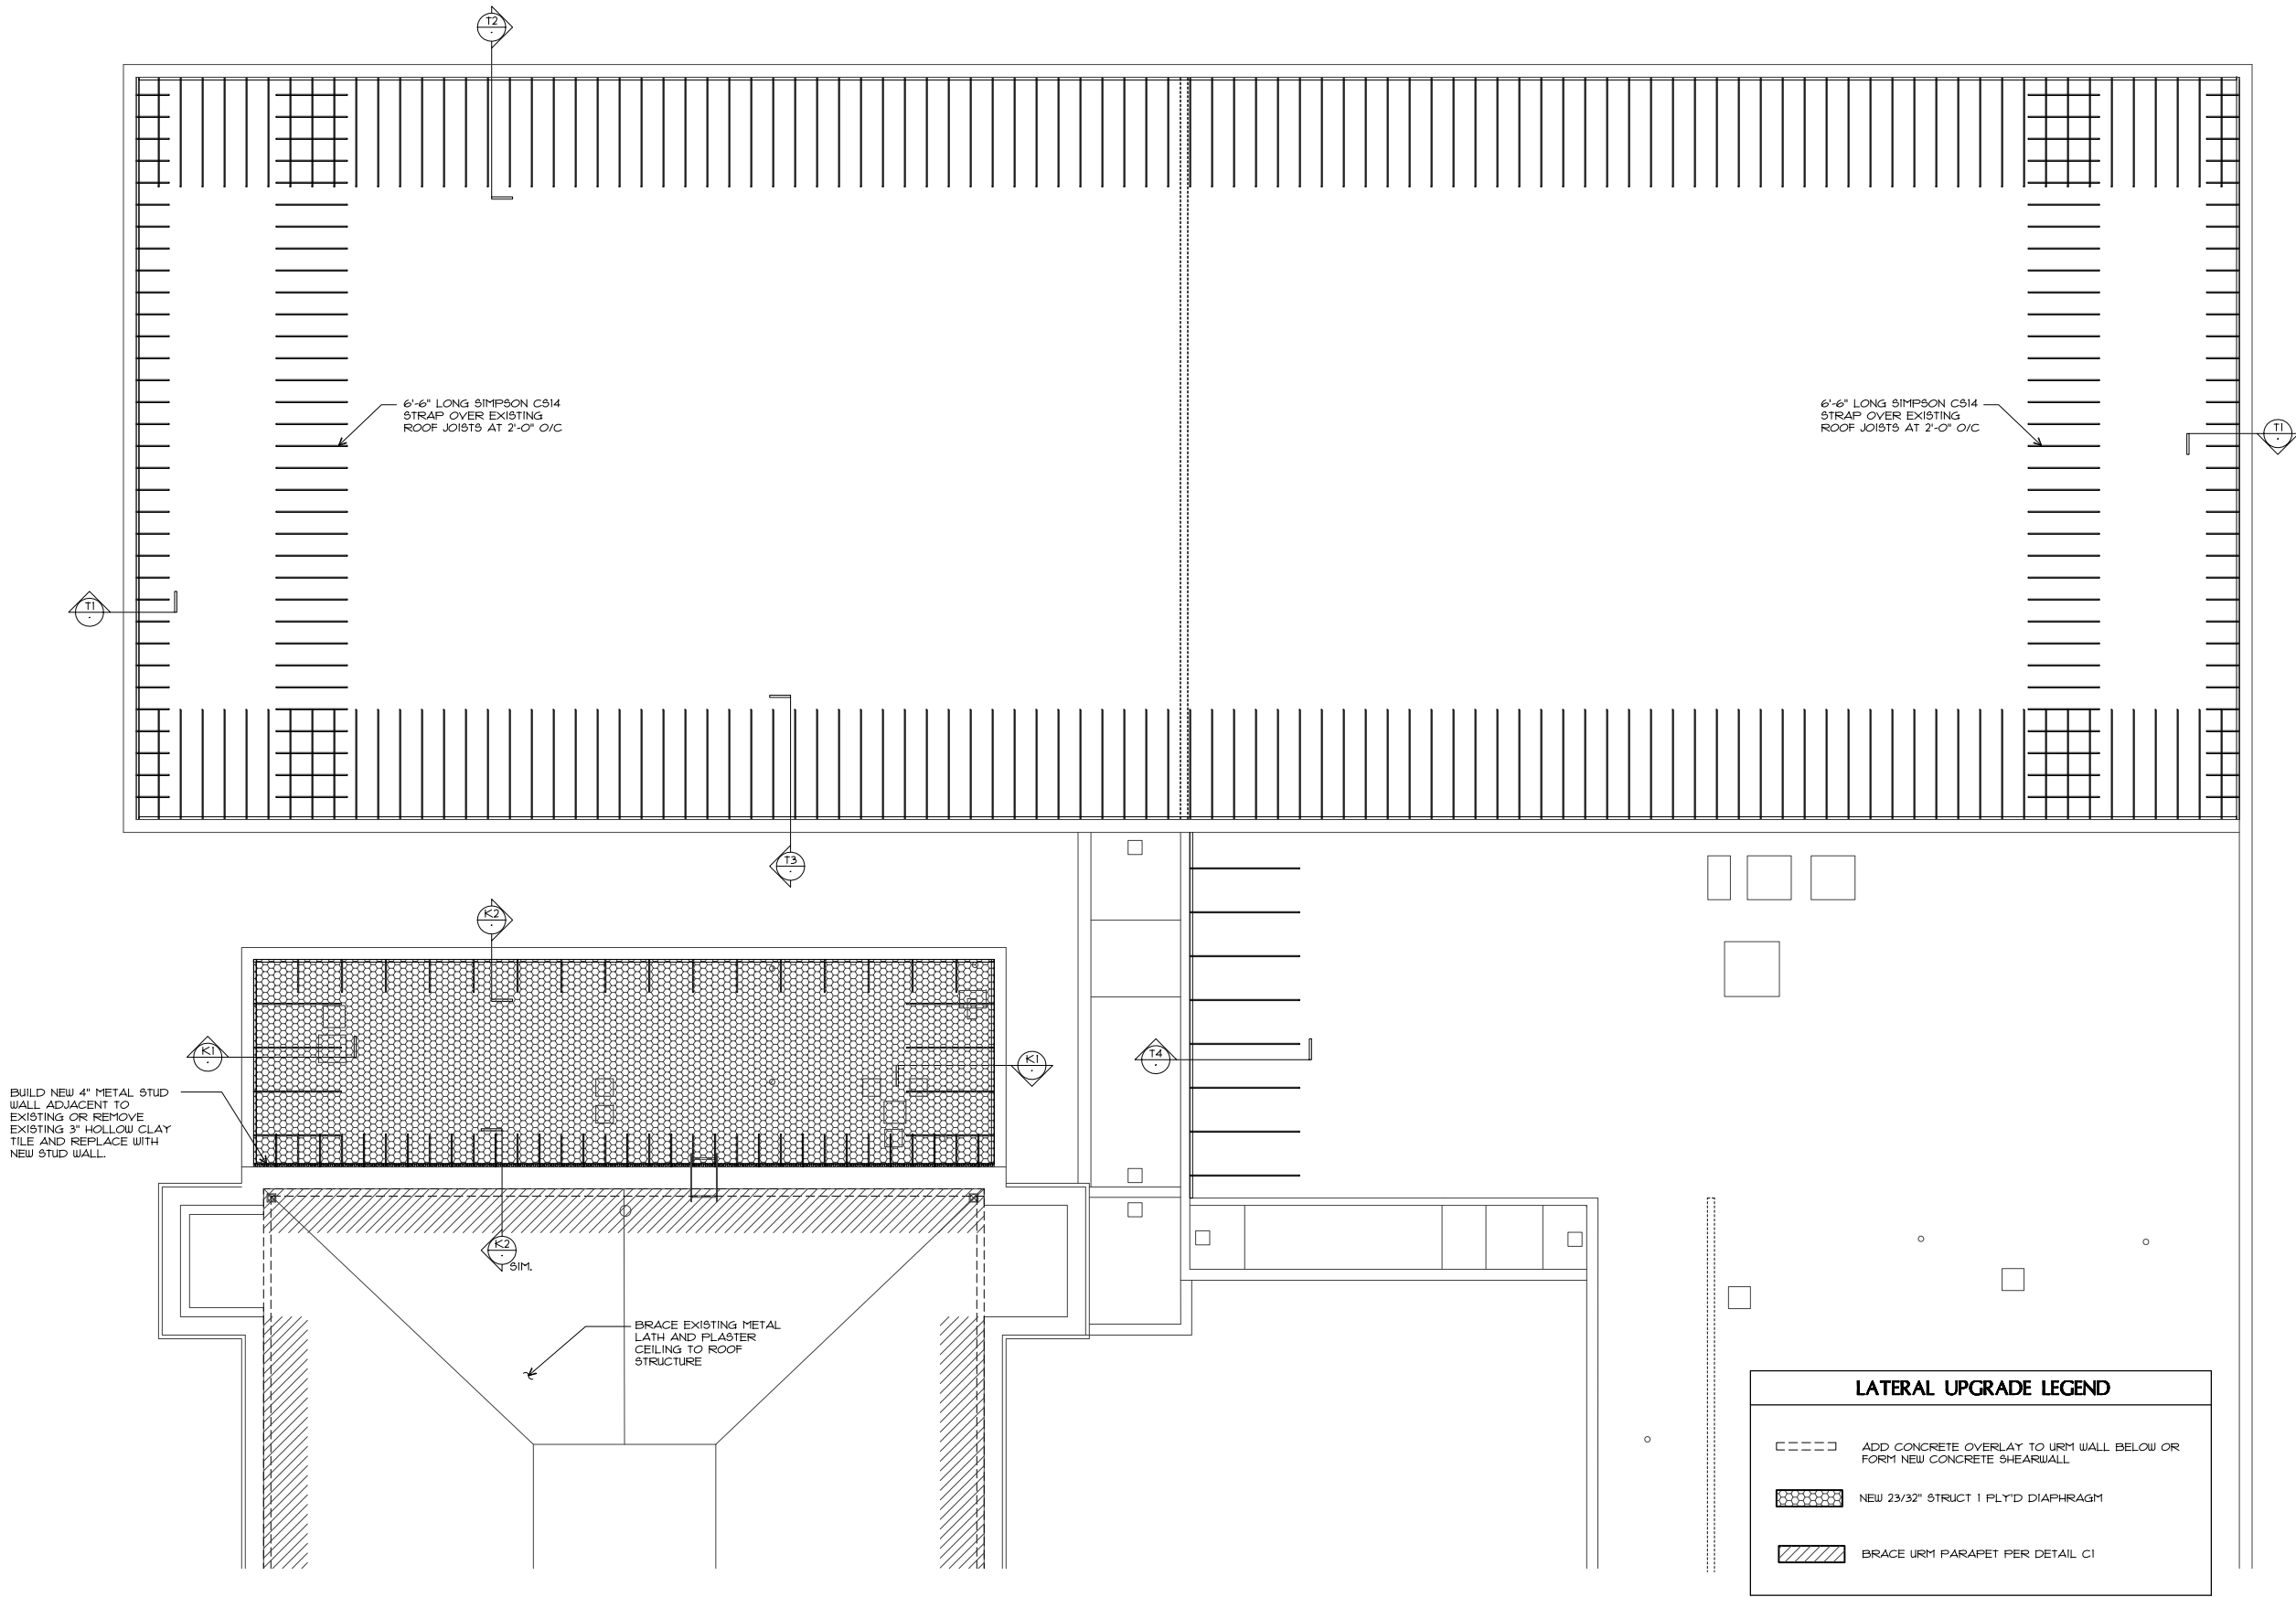 T2
6'-6" LONG SIMPSON CS14
STRAP OVER EXISTING
ROOF JOISTS AT 2'-0" O/C
6'-6" LONG SIMPSON CS14
STRAP OVER EXISTING
ROOF JOISTS AT 2'-0" O/C
T1
T1
T3
K2
K1
K1
T4
BUILD NEW 4" METAL STUD
WALL ADJACENT TO
EXISTING OR REMOVE
EXISTING 3" HOLLOW CLAY
TILE AND REPLACE WITH
NEW STUD WALL.
K2
SIM.
BRACE EXISTING METAL
LATH AND PLASTER
CEILING TO ROOF
STRUCTURE
LATERAL UPGRADE LEGEND
ADD CONCRETE OVERLAY TO URM WALL BELOW OR
FORM NEW CONCRETE SHEARWALL
NEW 23/32" STRUCT 1 PLY'D DIAPHRAGM
BRACE URM PARAPET PER DETAIL C1